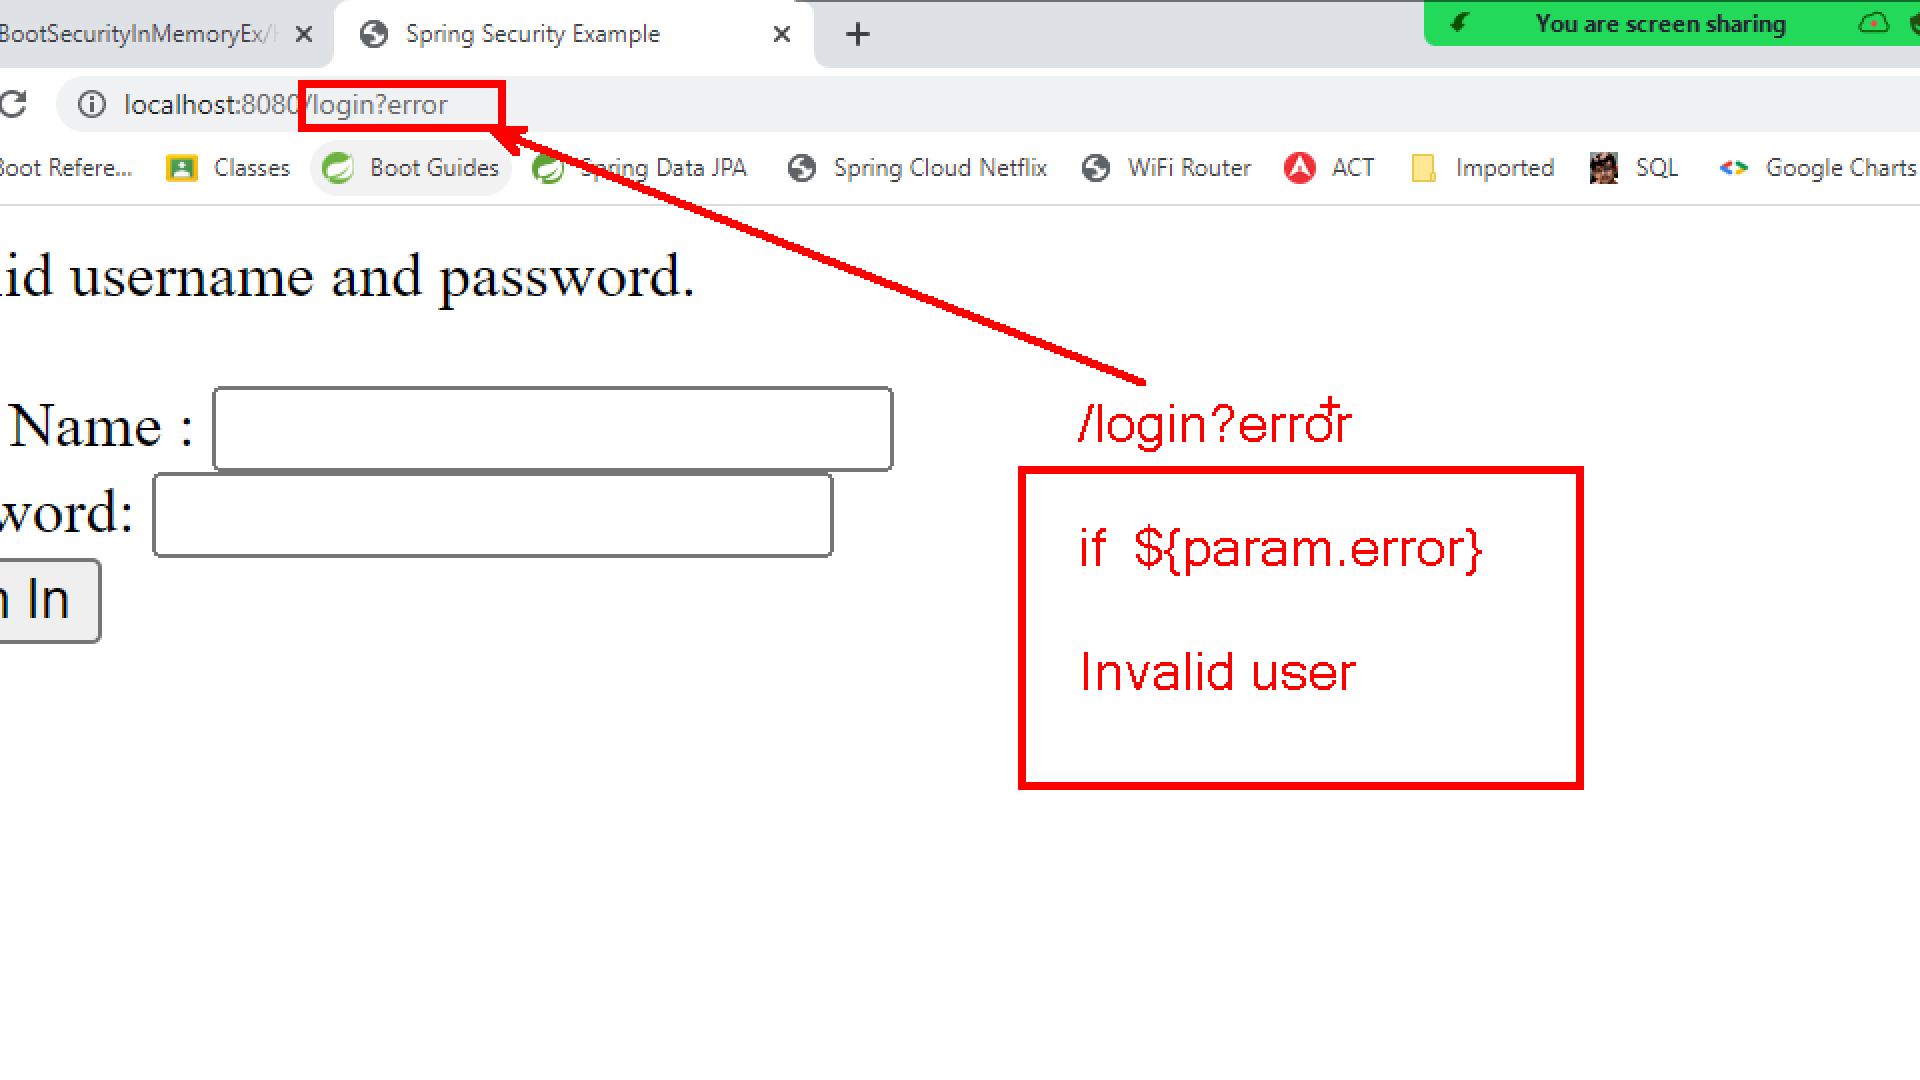 BootSecurityInMemoryEx/
Spring Security Example
You are screen sharing
localhost:8080/login?error
Boot Refere...
Classes
Boot Guides
Spring Data JPA
Spring Cloud Netflix
WiFi Router
ACT
Imported
SQL
Google Charts
id username and password.
Name :
word:
n In
/login?error
if ${param.error}
Invalid user